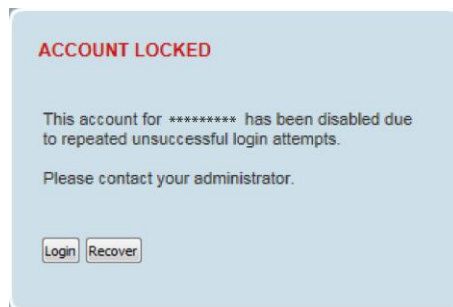 ACCOUNT LOCKED
This account for ********* has been disabled due
to repeated unsuccessful login attempts.
Please contact your administrator.
Login Recover